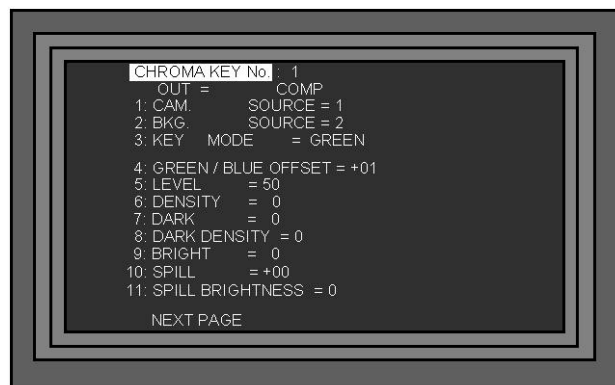 CHROMA KEY No. : 1
OUT = COMP
1: CAM. SOURCE = 1
2: BKG. SOURCE = 2
3: KEY MODE = GREEN
4: GREEN / BLUE OFFSET = +01
5: LEVEL = 50
6: DENSITY = 0
7: DARK = 0
8: DARK DENSITY = 0
9: BRIGHT = 0
10: SPILL = +00
11: SPILL BRIGHTNESS = 0
NEXT PAGE